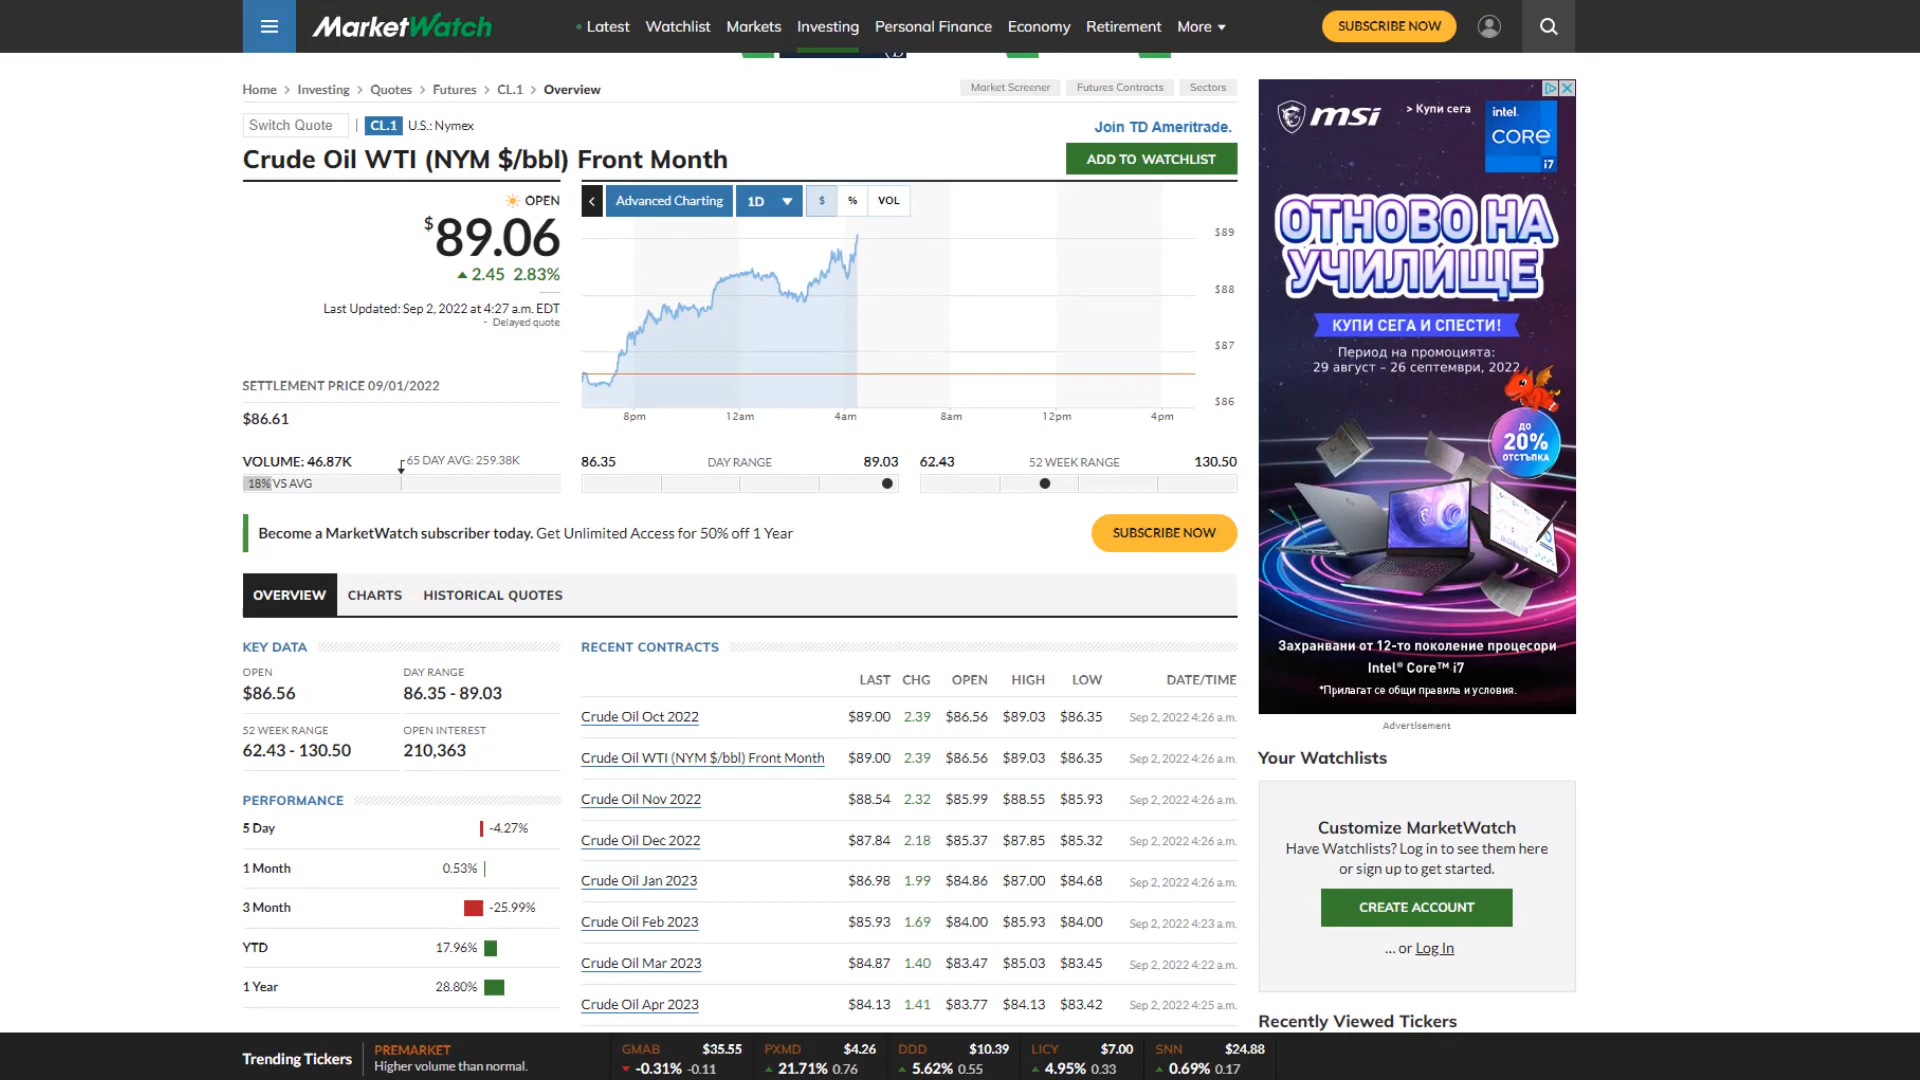 MarketWatch
Latest Watchlist Markets Investing Personal Finance Economy Retirement More
SUBSCRIBE NOW
Home > Investing > Quotes > Futures > CL.1 > Overview
Market Screener Futures Contracts Sectors
Switch Quote | CL.1 U.S.: Nymex
Join TD Ameritrade.
Crude Oil WTI (NYM $/bbl) Front Month
ADD TO WATCHLIST
OPEN
$89.06
2.45 2.83%
Last Updated: Sep 2, 2022 at 4:27 a.m. EDT
- Delayed quote
SETTLEMENT PRICE 09/01/2022
$86.61
VOLUME: 46.87K
65 DAY AVG: 259.38K
18% VS AVG
Advanced Charting 1D $ % VOL
$89
$88
$87
$86
8pm 12am 4am 8am 12pm 4pm
86.35 DAY RANGE 89.03
62.43 52 WEEK RANGE 130.50
Become a MarketWatch subscriber today. Get Unlimited Access for 50% off 1 Year
SUBSCRIBE NOW
OVERVIEW CHARTS HISTORICAL QUOTES
KEY DATA
OPEN DAY RANGE
$86.56 86.35 - 89.03
52 WEEK RANGE OPEN INTEREST
62.43 - 130.50 210,363
PERFORMANCE
5 Day -4.27%
1 Month 0.53%
3 Month -25.99%
YTD 17.96%
1 Year 28.80%
RECENT CONTRACTS
LAST CHG OPEN HIGH LOW DATE/TIME
Crude Oil Oct 2022 $89.00 2.39 $86.56 $89.03 $86.35 Sep 2, 2022 4:26 a.m.
Crude Oil WTI (NYM $/bbl) Front Month $89.00 2.39 $86.56 $89.03 $86.35 Sep 2, 2022 4:26 a.m.
Crude Oil Nov 2022 $88.54 2.32 $85.99 $88.55 $85.93 Sep 2, 2022 4:26 a.m.
Crude Oil Dec 2022 $87.84 2.18 $85.37 $87.85 $85.32 Sep 2, 2022 4:26 a.m.
Crude Oil Jan 2023 $86.98 1.99 $84.86 $87.00 $84.68 Sep 2, 2022 4:26 a.m.
Crude Oil Feb 2023 $85.93 1.69 $84.00 $85.93 $84.00 Sep 2, 2022 4:23 a.m.
Crude Oil Mar 2023 $84.87 1.40 $83.47 $85.03 $83.45 Sep 2, 2022 4:22 a.m.
Crude Oil Apr 2023 $84.13 1.41 $83.77 $84.13 $83.42 Sep 2, 2022 4:25 a.m.
msi
> Купи сега
intel.
CORE
i7
ОТНОВО НА
УЧИЛИЩЕ
КУПИ СЕГА И СПЕСТИ!
Период на промоцията:
29 август - 26 септември, 2022
ДО
20%
ОТСТЪПКА
Захранвани от 12-то поколение процесори
Intel® Core™ i7
*Прилагат се общи правила и условия.
Advertisement
Your Watchlists
Customize MarketWatch
Have Watchlists? Log in to see them here
or sign up to get started.
CREATE ACCOUNT
... or Log In
Recently Viewed Tickers
Trending Tickers
PREMARKET
Higher volume than normal.
GMAB $35.55
-0.31% -0.11
PXMD $4.26
21.71% 0.76
DDD $10.39
5.62% 0.55
LICY $7.00
4.95% 0.33
SNN $24.88
0.69% 0.17